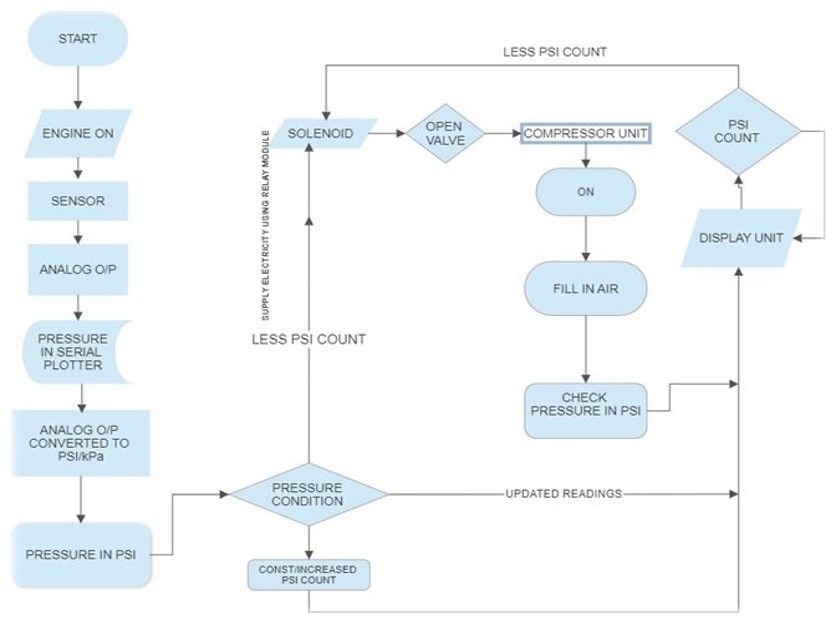 START
ENGINE ON
SENSOR
ANALOG O/P
PRESSURE
IN SERIAL
PLOTTER
ANALOG O/P
CONVERTED TO
PSI/kPa
PRESSURE IN PSI
PRESSURE
CONDITION
CONST/INCREASED
PSI COUNT
LESS PSI COUNT
SUPPLY ELECTRICITY USING RELAY MODULE
SOLENOID
OPEN
VALVE
COMPRESSOR UNIT
ON
FILL IN AIR
CHECK
PRESSURE IN PSI
UPDATED READINGS
DISPLAY UNIT
PSI
COUNT
LESS PSI COUNT